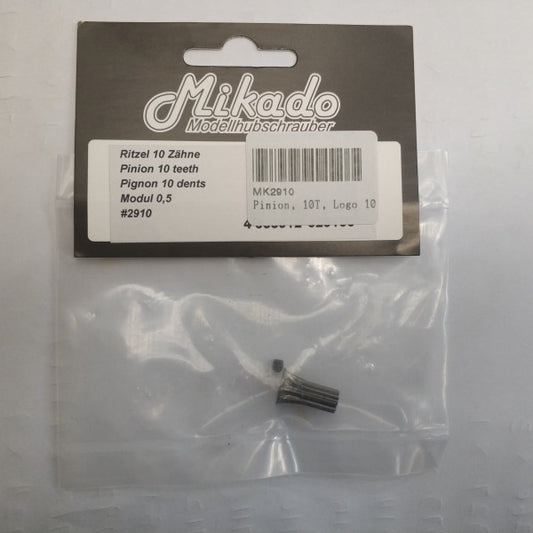 Mikado
Modellhubschrauber
Ritzel 10 Zähne
Pinion 10 teeth
Pignon 10 dents
Modul 0,5
#2910
MK2910
Pinion, 10T, Logo 10